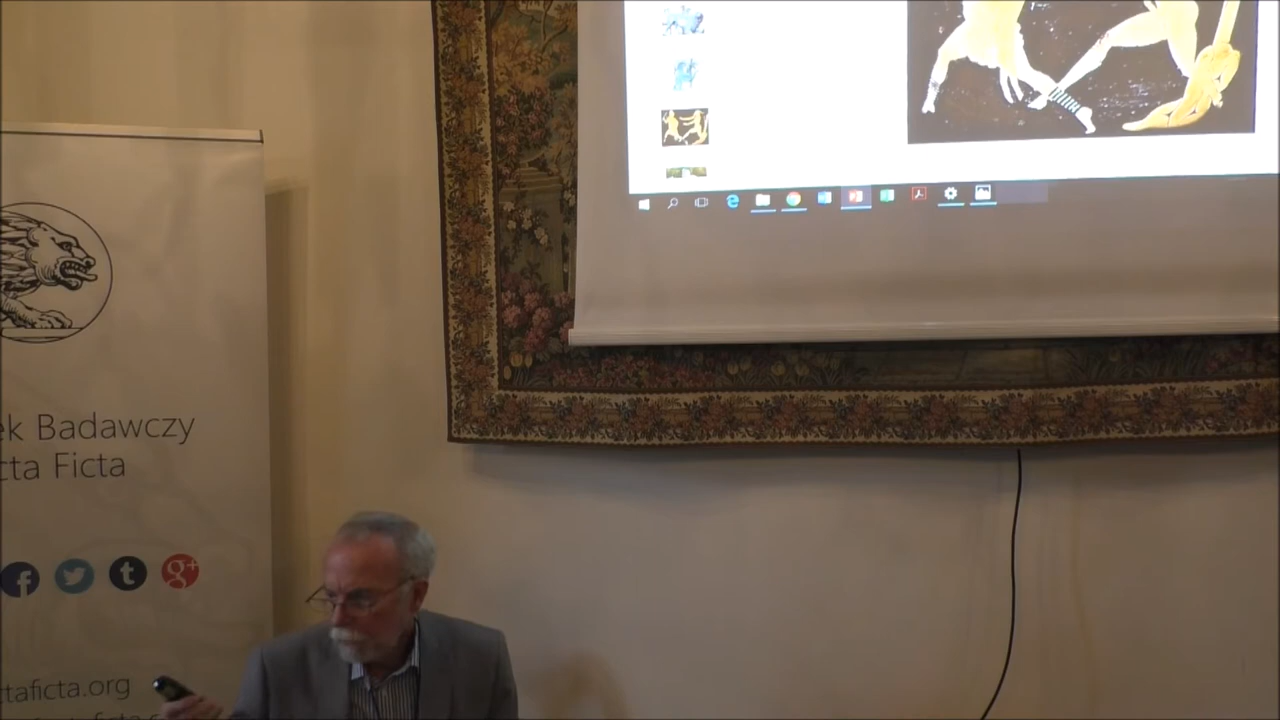 ek Badawczy
cta Ficta
f
t
g+
ctaficta.org